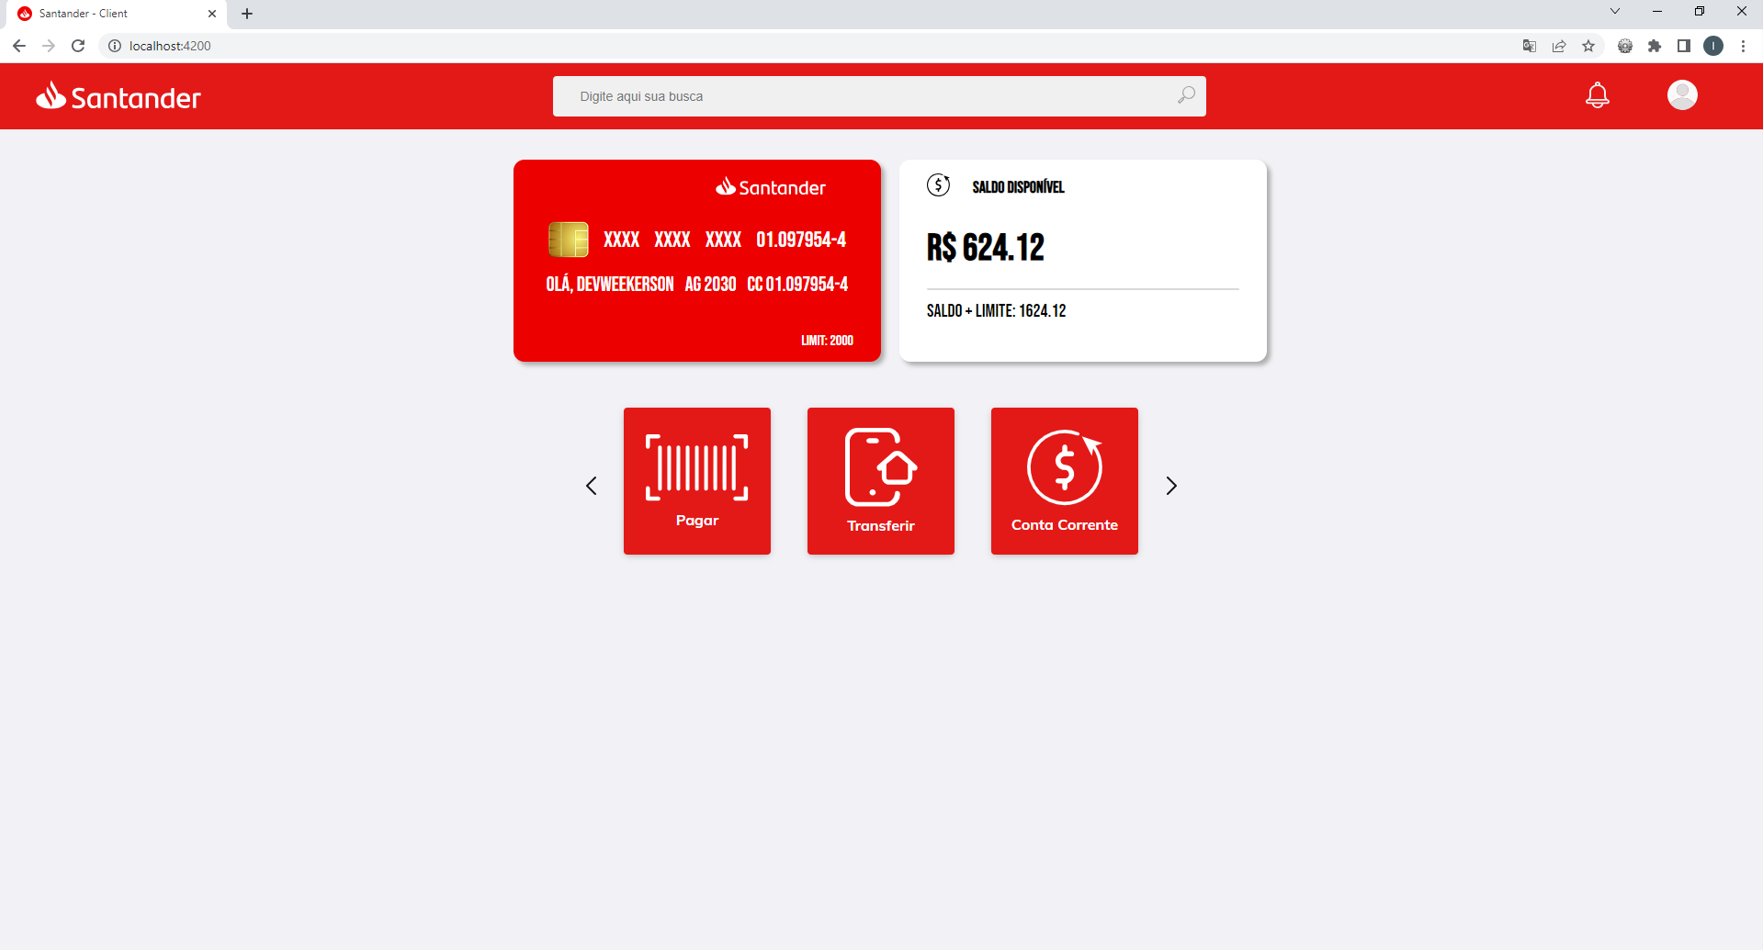 Santander - Client
localhost:4200
Santander
Digite aqui sua busca
Santander
XXXX XXXX XXXX 01.097954-4
OLÁ, DEVWEEKERSON AG 2030 CC 01.097954-4
LIMIT: 2000
SALDO DISPONÍVEL
R$ 624.12
SALDO + LIMITE: 1624.12
Pagar
Transferir
Conta Corrente
I